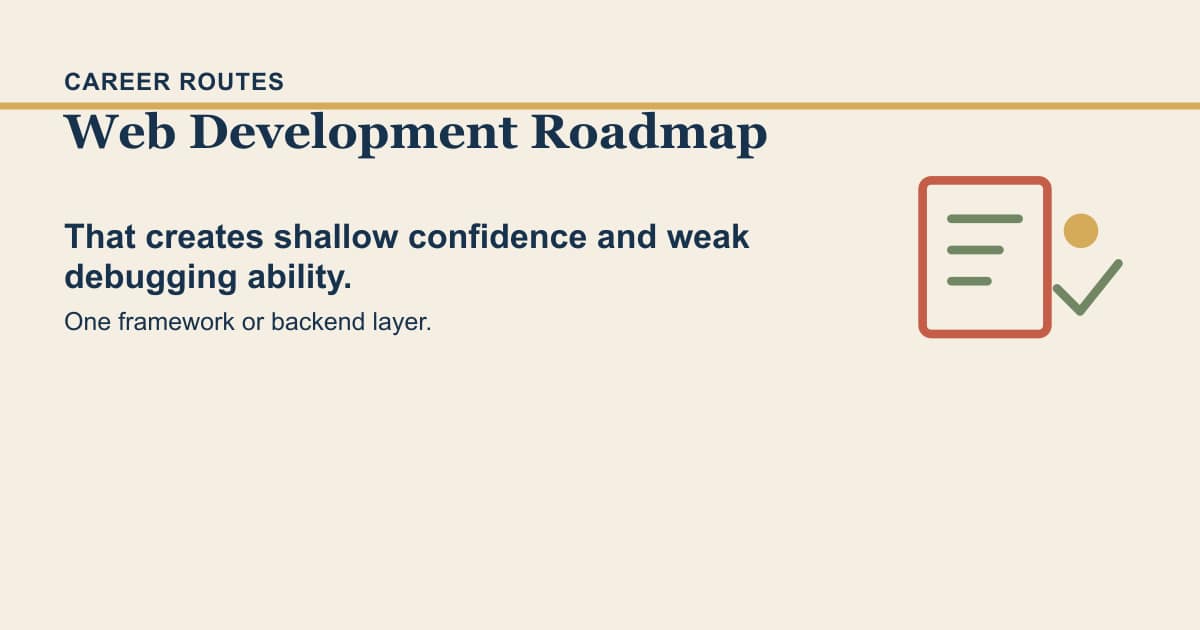 CAREER ROUTES
Web Development Roadmap
That creates shallow confidence and weak
debugging ability.
One framework or backend layer.